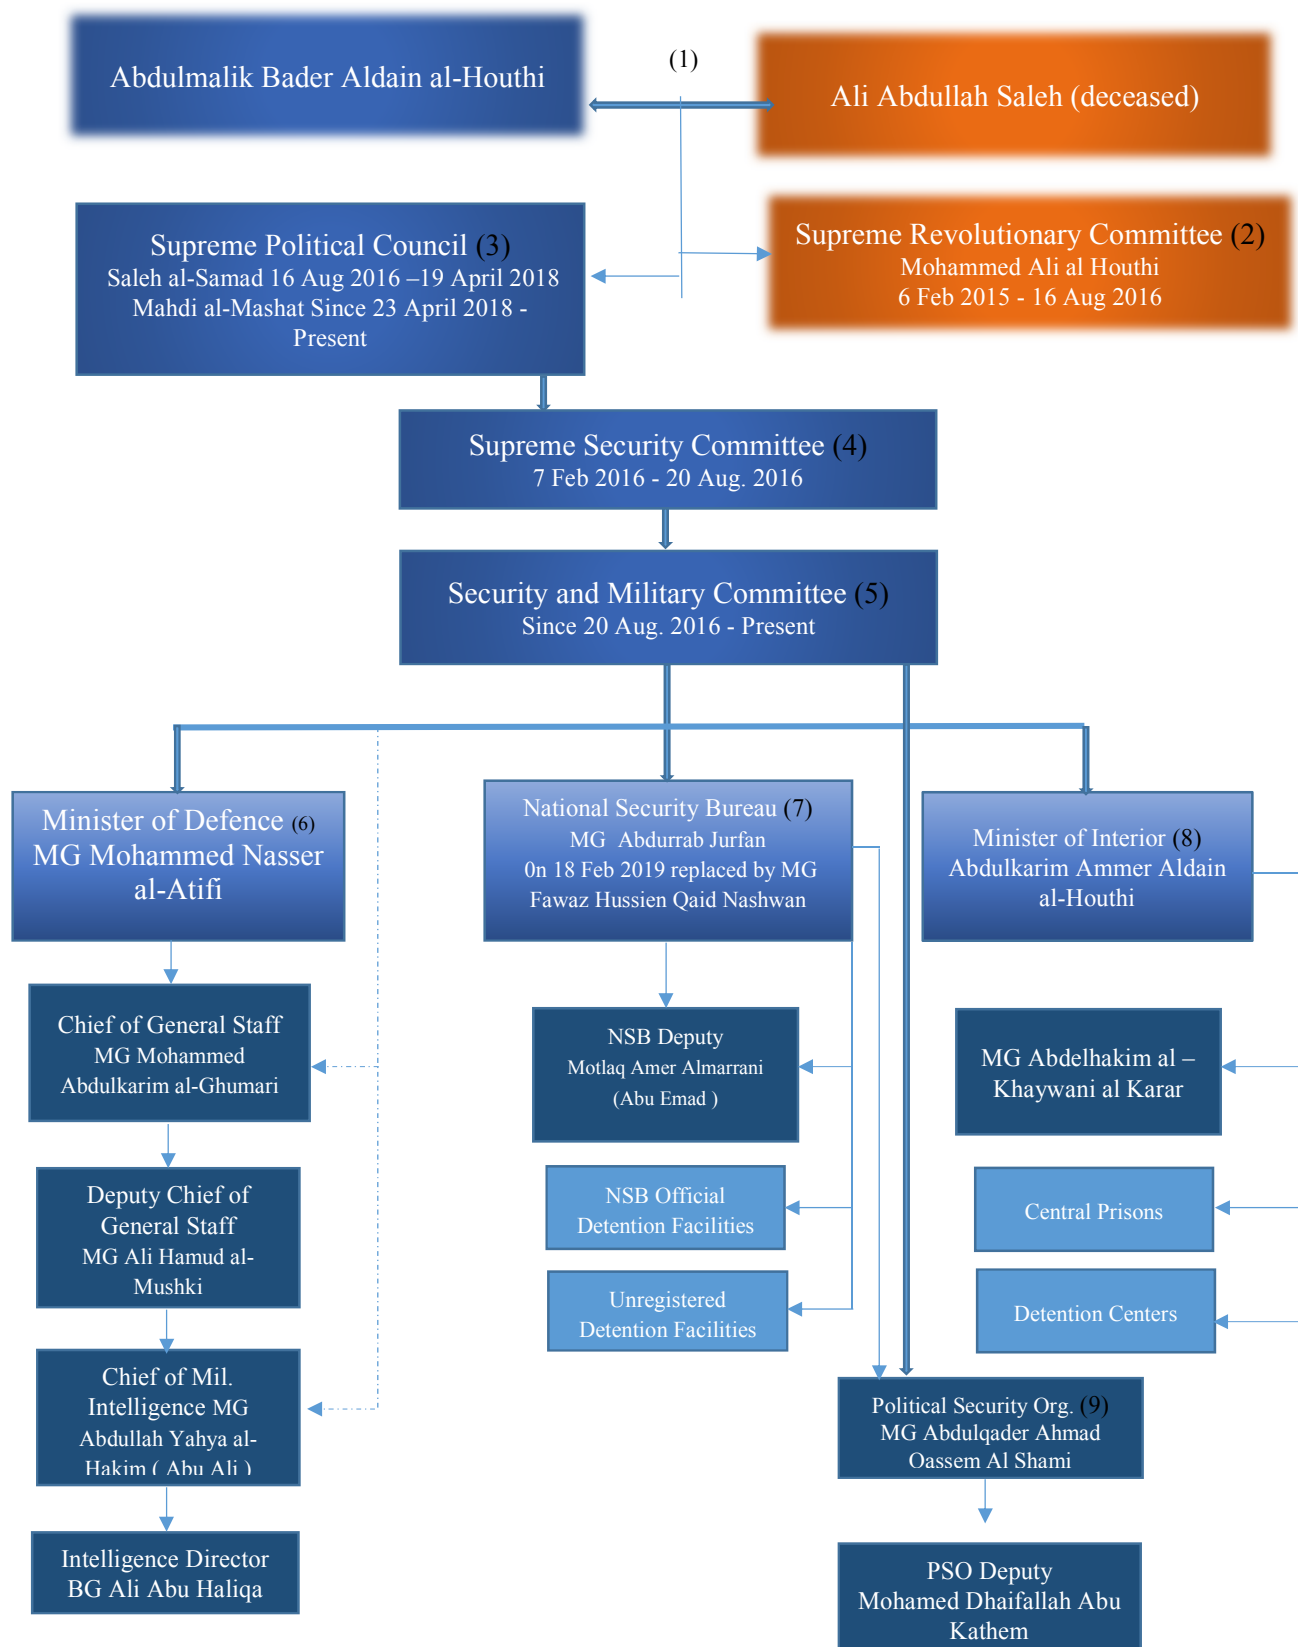 Abdulmalik Bader Aldain al-Houthi
(1)
Ali Abdullah Saleh (deceased)
Supreme Political Council (3)
Saleh al-Samad 16 Aug 2016 –19 April 2018
Mahdi al-Mashat Since 23 April 2018 -
Present
Supreme Revolutionary Committee (2)
Mohammed Ali al Houthi
6 Feb 2015 - 16 Aug 2016
Supreme Security Committee (4)
7 Feb 2016 - 20 Aug. 2016
Security and Military Committee (5)
Since 20 Aug. 2016 - Present
Minister of Defence (6)
MG Mohammed Nasser
al-Atifi
National Security Bureau (7)
MG Abdurrab Jurfan
0n 18 Feb 2019 replaced by MG
Fawaz Hussien Qaid Nashwan
Minister of Interior (8)
Abdulkarim Ammer Aldain
al-Houthi
Chief of General Staff
MG Mohammed
Abdulkarim al-Ghumari
NSB Deputy
Motlaq Amer Almarrani
(Abu Emad )
MG Abdelhakim al –
Khaywani al Karar
Deputy Chief of
General Staff
MG Ali Hamud al-
Mushki
NSB Official
Detention Facilities
Central Prisons
Unregistered
Detention Facilities
Detention Centers
Chief of Mil.
Intelligence MG
Abdullah Yahya al-
Hakim ( Abu Ali )
Political Security Org. (9)
MG Abdulqader Ahmad
Qassem Al Shami
Intelligence Director
BG Ali Abu Haliqa
PSO Deputy
Mohamed Dhaifallah Abu
Kathem